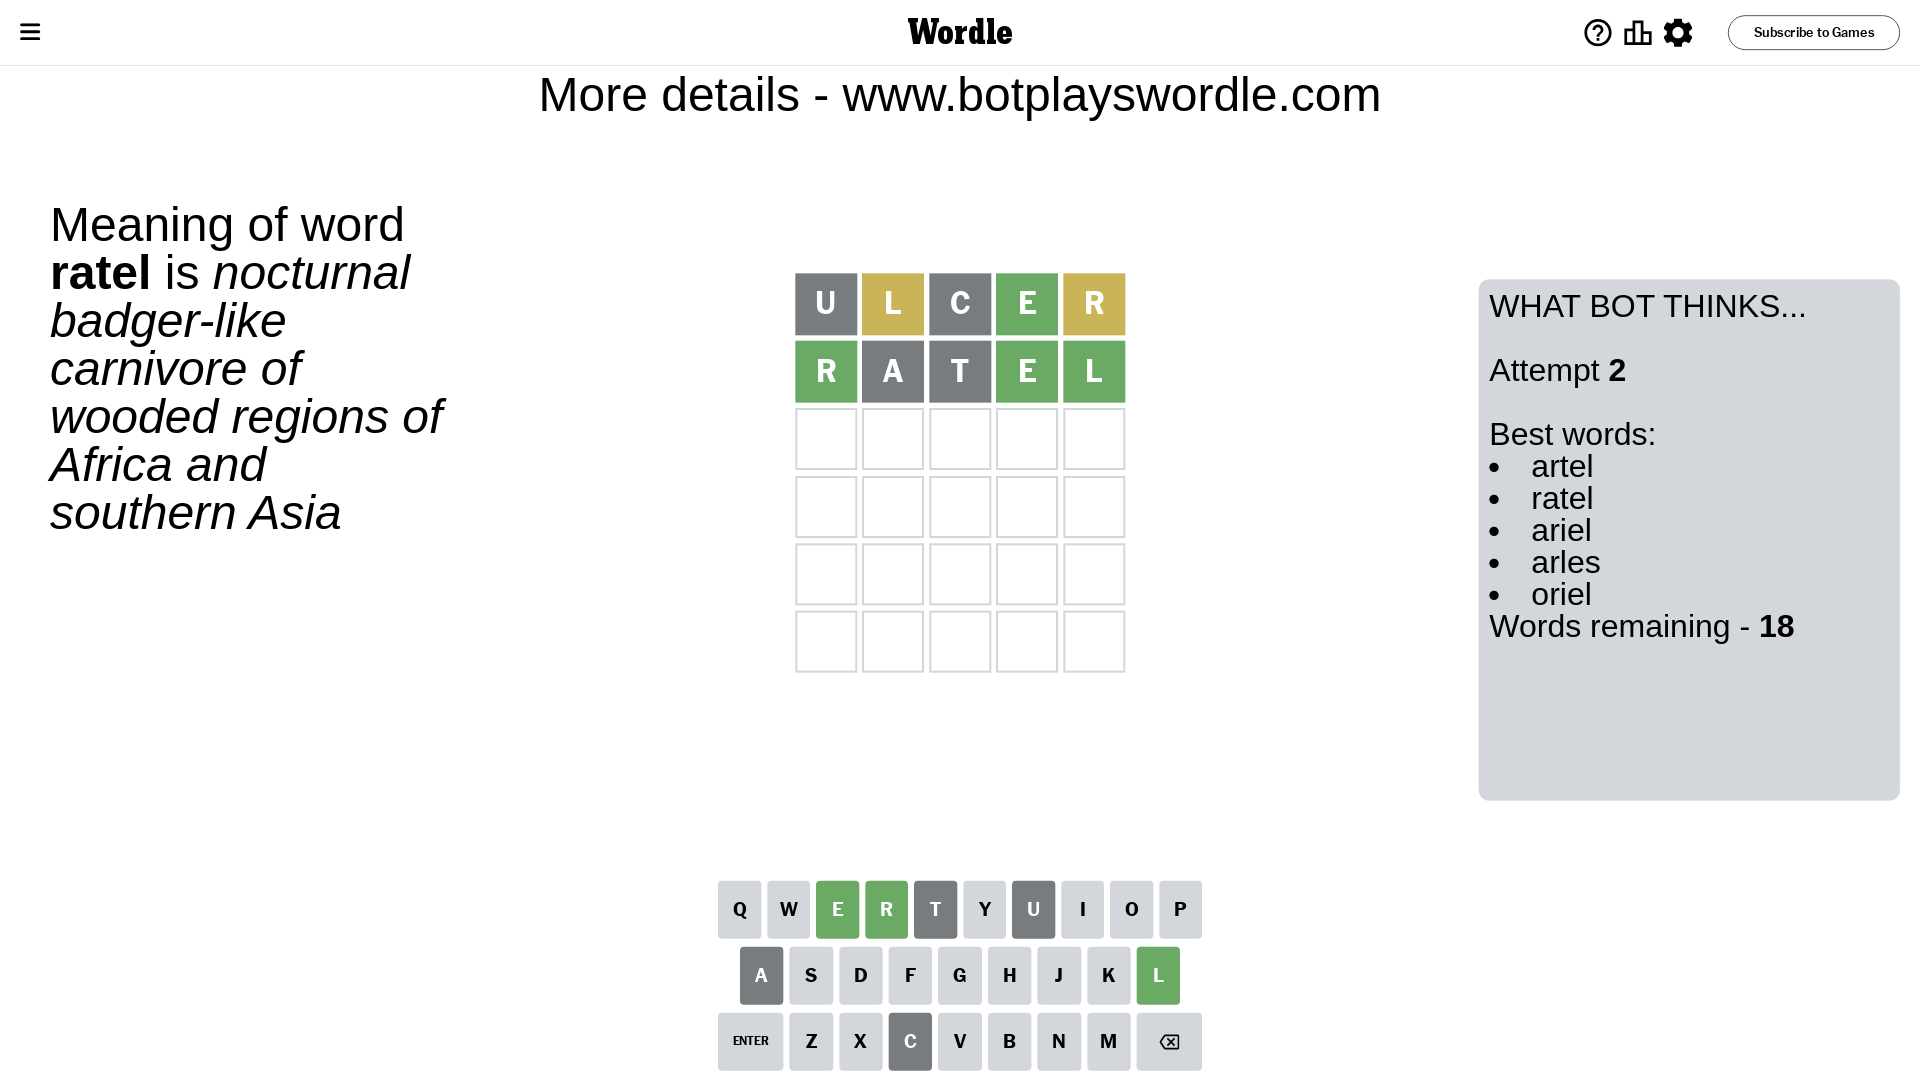 Wordle
Subscribe to Games
More details - www.botplayswordle.com
Meaning of word
ratel is nocturnal
badger-like
carnivore of
wooded regions of
Africa and
southern Asia
U L C E R
R A T E L
WHAT BOT THINKS...
Attempt 2
Best words:
• artel
• ratel
• ariel
• arles
• oriel
Words remaining - 18
Q W E R T Y U I O P
A S D F G H J K L
ENTER Z X C V B N M